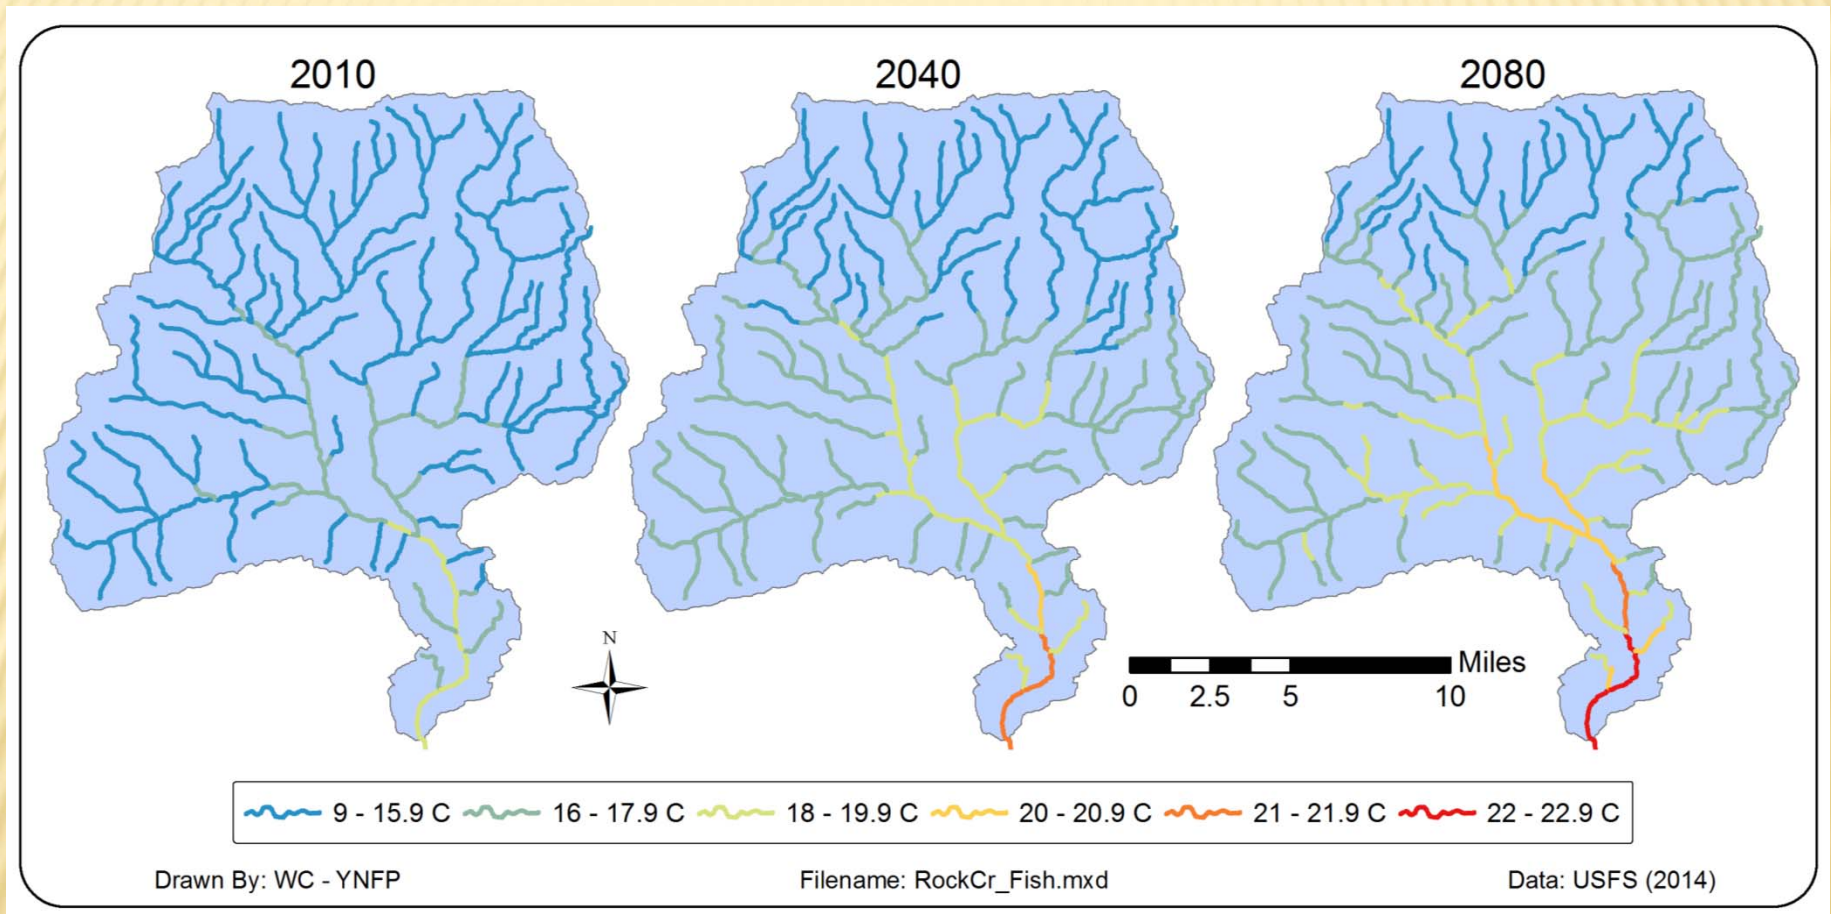 2010
2040
2080
N
Miles
0 2.5 5 10
9 - 15.9 C 16 - 17.9 C 18 - 19.9 C 20 - 20.9 C 21 - 21.9 C 22 - 22.9 C
Drawn By: WC - YNFP
Filename: RockCr_Fish.mxd
Data: USFS (2014)